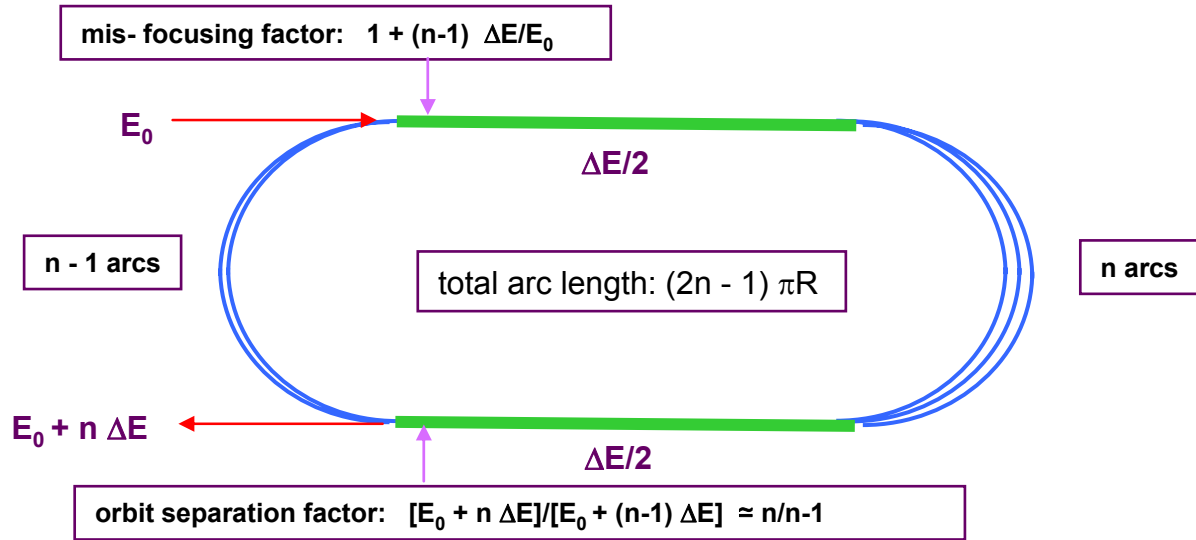 mis- focusing factor: 1 + (n-1) ΔE/E₀
E₀
ΔE/2
n - 1 arcs
total arc length: (2n - 1) πR
n arcs
E₀ + n ΔE
ΔE/2
orbit separation factor: [E₀ + n ΔE]/[E₀ + (n-1) ΔE] ≃ n/n-1